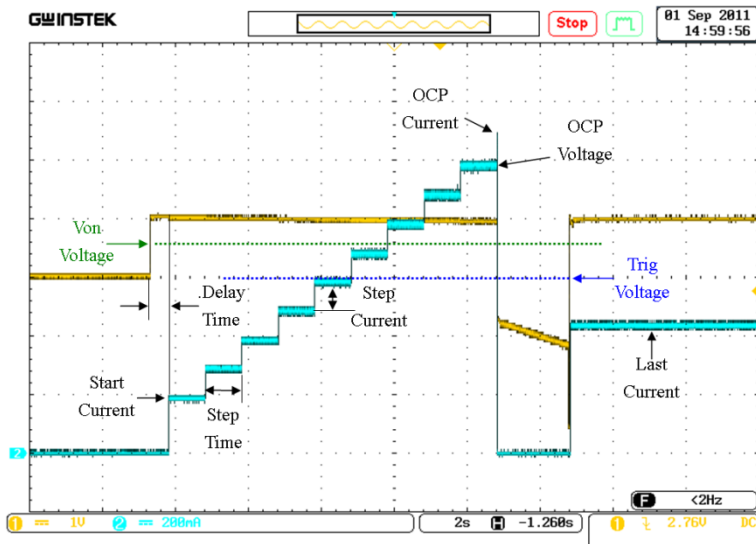 GWINSTEK
Stop
01 Sep 2011
14:59:56
OCP
Current
OCP
Voltage
Von
Voltage
Delay
Time
Step
Current
Trig
Voltage
Start
Current
Step
Time
Last
Current
2
F <2Hz
1 1V 2 200mA
2s H -1.260s
1 2.76V DC